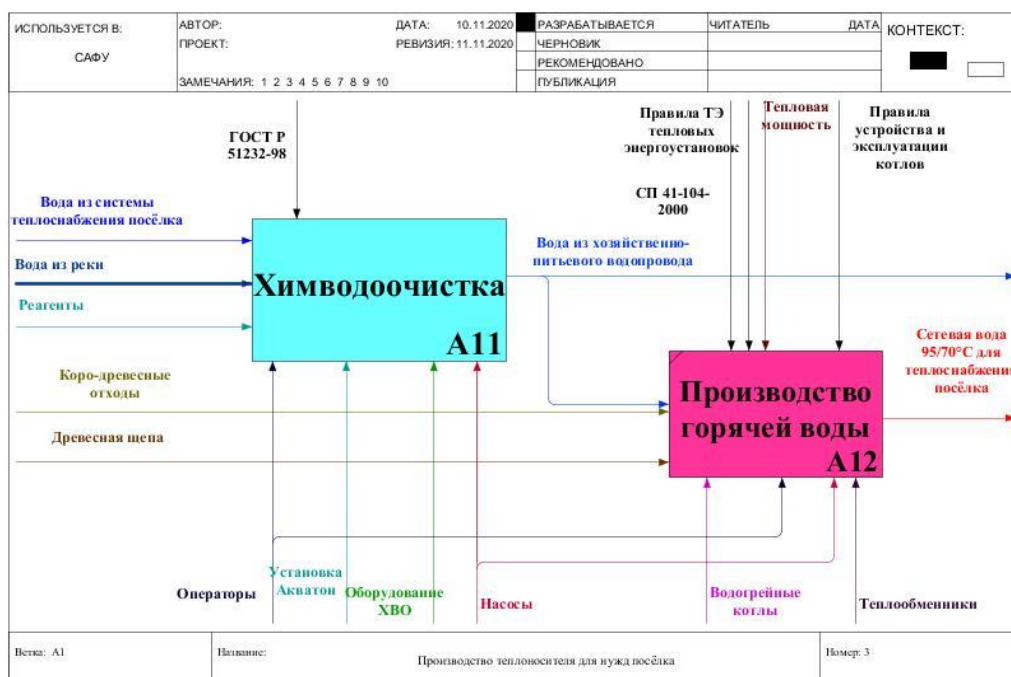 ИСПОЛЬЗУЕТСЯ В:
САФУ
АВТОР:
ДАТА: 10.11.2020
ПРОЕКТ:
РЕВИЗИЯ: 11.11.2020
ЗАМЕЧАНИЯ: 1 2 3 4 5 6 7 8 9 10
РАЗРАБАТЫВАЕТСЯ
ЧЕРНОВИК
РЕКОМЕНДОВАНО
ПУБЛИКАЦИЯ
ЧИТАТЕЛЬ
ДАТА
КОНТЕКСТ:
ГОСТ Р
51232-98
Правила ТЭ
тепловых
энергоустановок
Тепловая
мощность
Правила
устройства и
эксплуатации
котлов
СП 41-104-
2000
Вода из системы
теплоснабжения посёлка
Вода из реки
Реагенты
Химводоочистка
А11
Вода из хозяйственно-
питьевого водопровода
Сетевая вода
95/70°С для
теплоснабжения
посёлка
Коро-древесные
отходы
Древесная щепа
Производство
горячей воды
А12
Операторы
Установка
Акватон
Оборудование
ХВО
Насосы
Водогрейные
котлы
Теплообменники
Ветка: А1
Название:
Производство теплоносителя для нужд посёлка
Номер: 3